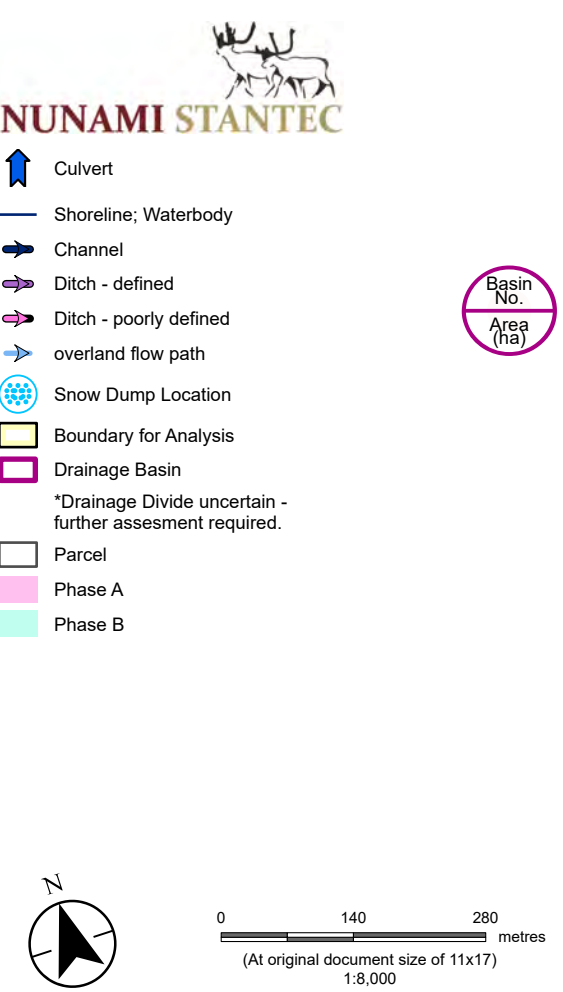 NUNAMI STANTEC
Culvert
Shoreline; Waterbody
Channel
Ditch - defined
Ditch - poorly defined
overland flow path
Snow Dump Location
Boundary for Analysis
Drainage Basin
*Drainage Divide uncertain -
further assesment required.
Parcel
Phase A
Phase B
Basin
No.
Area
(ha)
N
0 140 280
metres
(At original document size of 11x17)
1:8,000